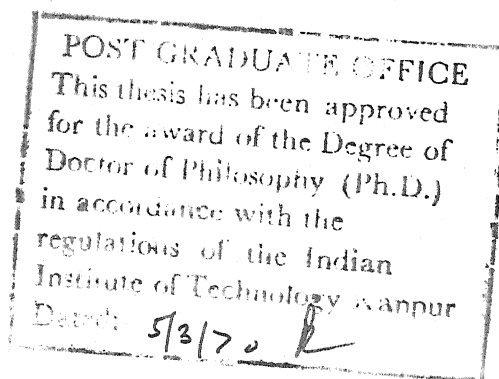 POST GRADUATE OFFICE
This thesis has been approved
for the award of the Degree of
Doctor of Philosophy (Ph.D.)
in accordance with the
regulations of the Indian
Institute of Technology Kanpur
Dated: 5/3/70